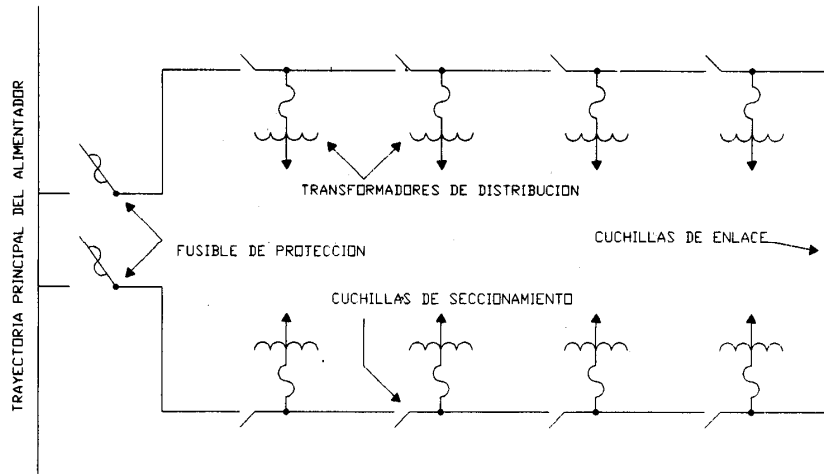 TRAYECTORIA PRINCIPAL DEL ALIMENTADOR
TRANSFORMADORES DE DISTRIBUCION
FUSIBLE DE PROTECCION
CUCHILLAS DE ENLACE
CUCHILLAS DE SECCIONAMIENTO